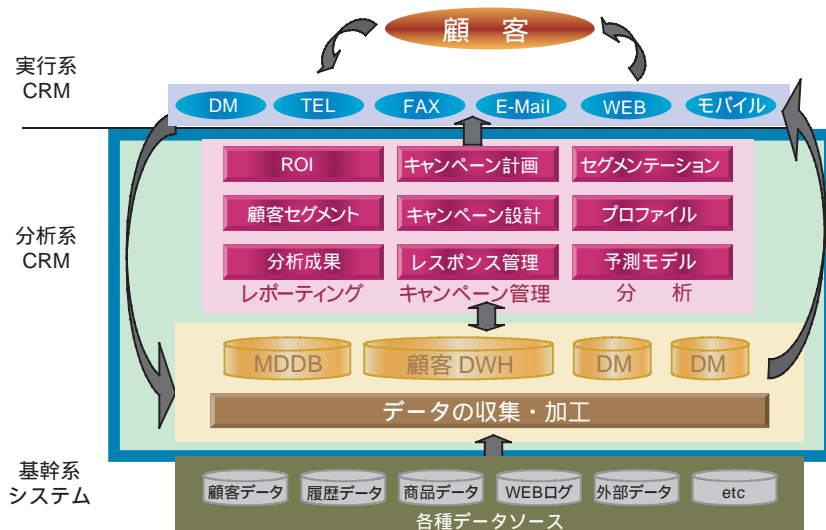 顧 客
実行系
CRM
DM TEL FAX E-Mail WEB モバイル
ROI キャンペーン計画 セグメンテーション
顧客セグメント キャンペーン設計 プロファイル
分析成果 レスポンス管理 予測モデル
レポーティング キャンペーン管理 分 析
分析系
CRM
MDDB 顧客 DWH DM DM
データの収集・加工
基幹系
システム
顧客データ 履歴データ 商品データ WEBログ 外部データ etc
各種データソース